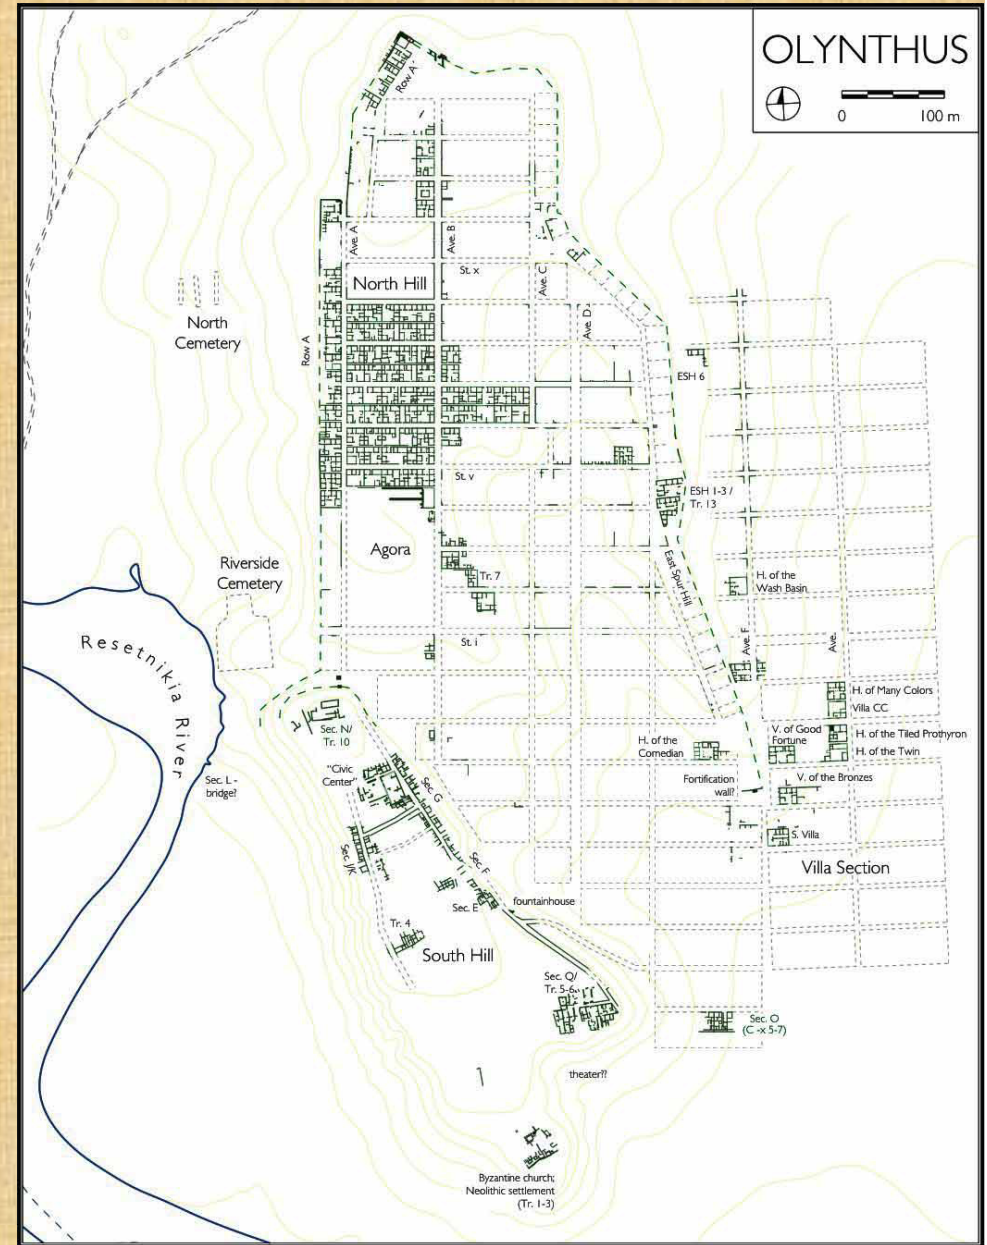 OLYNTHUS
0 100 m
Row A'
Ave. A
Ave. B
St. x
Ave. C
Ave. D
North Hill
North
Cemetery
Row A
ESH 6
St. v
ESH 1-3 /
Tr. 13
Agora
Riverside
Cemetery
Tr. 7
East Spur Hill
H. of the
Wash Basin
St. i
Ave. F
Ave.
Resetnikia River
H. of Many Colors
Villa CC
Sec. N/
Tr. 10
V. of Good
Fortune
H. of the Tiled Prothyron
H. of the
Comedian
H. of the Twin
"Civic
Center"
Sec. L -
bridge?
Sec. G
Fortification
wall?
V. of the Bronzes
S. Villa
Sec. J/K
Sec. F
Villa Section
Sec. E
fountainhouse
Tr. 4
South Hill
Sec. Q/
Tr. 5-6
Sec. O
(C -x 5-7)
theater??
Byzantine church;
Neolithic settlement
(Tr. 1-3)